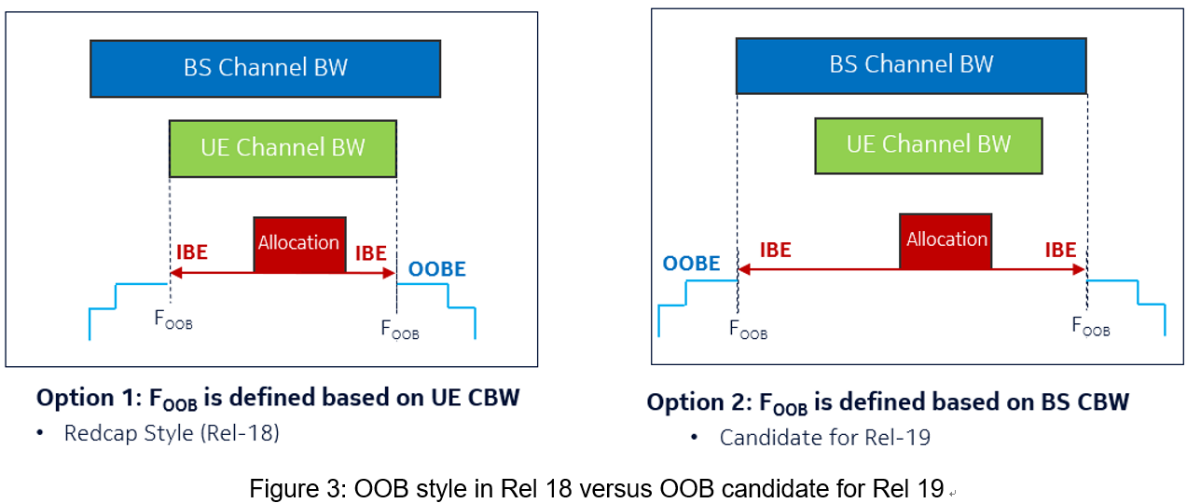 BS Channel BW
UE Channel BW
Allocation
IBE
IBE
OOBE
FOOB
FOOB
Option 1: FOOB is defined based on UE CBW
• Redcap Style (Rel-18)
BS Channel BW
UE Channel BW
Allocation
OOBE
IBE
IBE
FOOB
FOOB
Option 2: FOOB is defined based on BS CBW
• Candidate for Rel-19
Figure 3: OOB style in Rel 18 versus OOB candidate for Rel 19